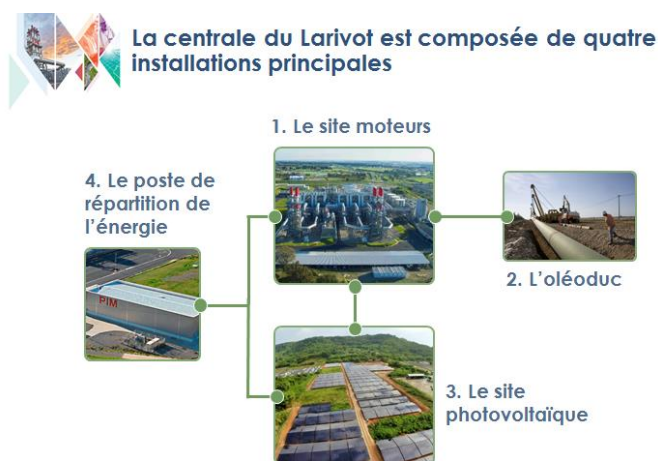 La centrale du Larivot est composée de quatre
installations principales
1. Le site moteurs
4. Le poste de
répartition de
l'énergie
PIM
2. L'oléoduc
3. Le site
photovoltaïque